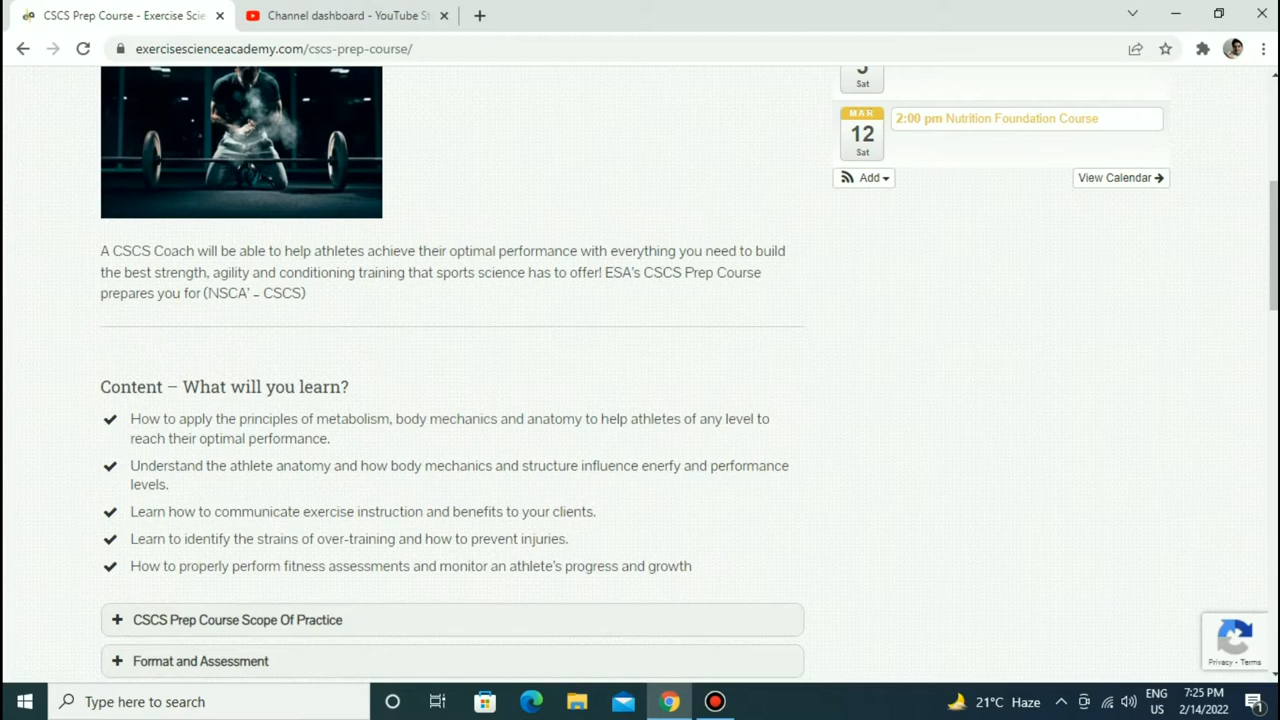 CSCS Prep Course - Exercise Scie
Channel dashboard - YouTube St
exercisescienceacademy.com/cscs-prep-course/
Sat
MAR
12
Sat
2:00 pm Nutrition Foundation Course
Add
View Calendar
A CSCS Coach will be able to help athletes achieve their optimal performance with everything you need to build
the best strength, agility and conditioning training that sports science has to offer! ESA's CSCS Prep Course
prepares you for (NSCA' – CSCS)
Content – What will you learn?
How to apply the principles of metabolism, body mechanics and anatomy to help athletes of any level to
reach their optimal performance.
Understand the athlete anatomy and how body mechanics and structure influence enerfy and performance
levels.
Learn how to communicate exercise instruction and benefits to your clients.
Learn to identify the strains of over-training and how to prevent injuries.
How to properly perform fitness assessments and monitor an athlete's progress and growth
CSCS Prep Course Scope Of Practice
Format and Assessment
Privacy - Terms
Type here to search
21°C Haze
ENG
US
7:25 PM
2/14/2022
1